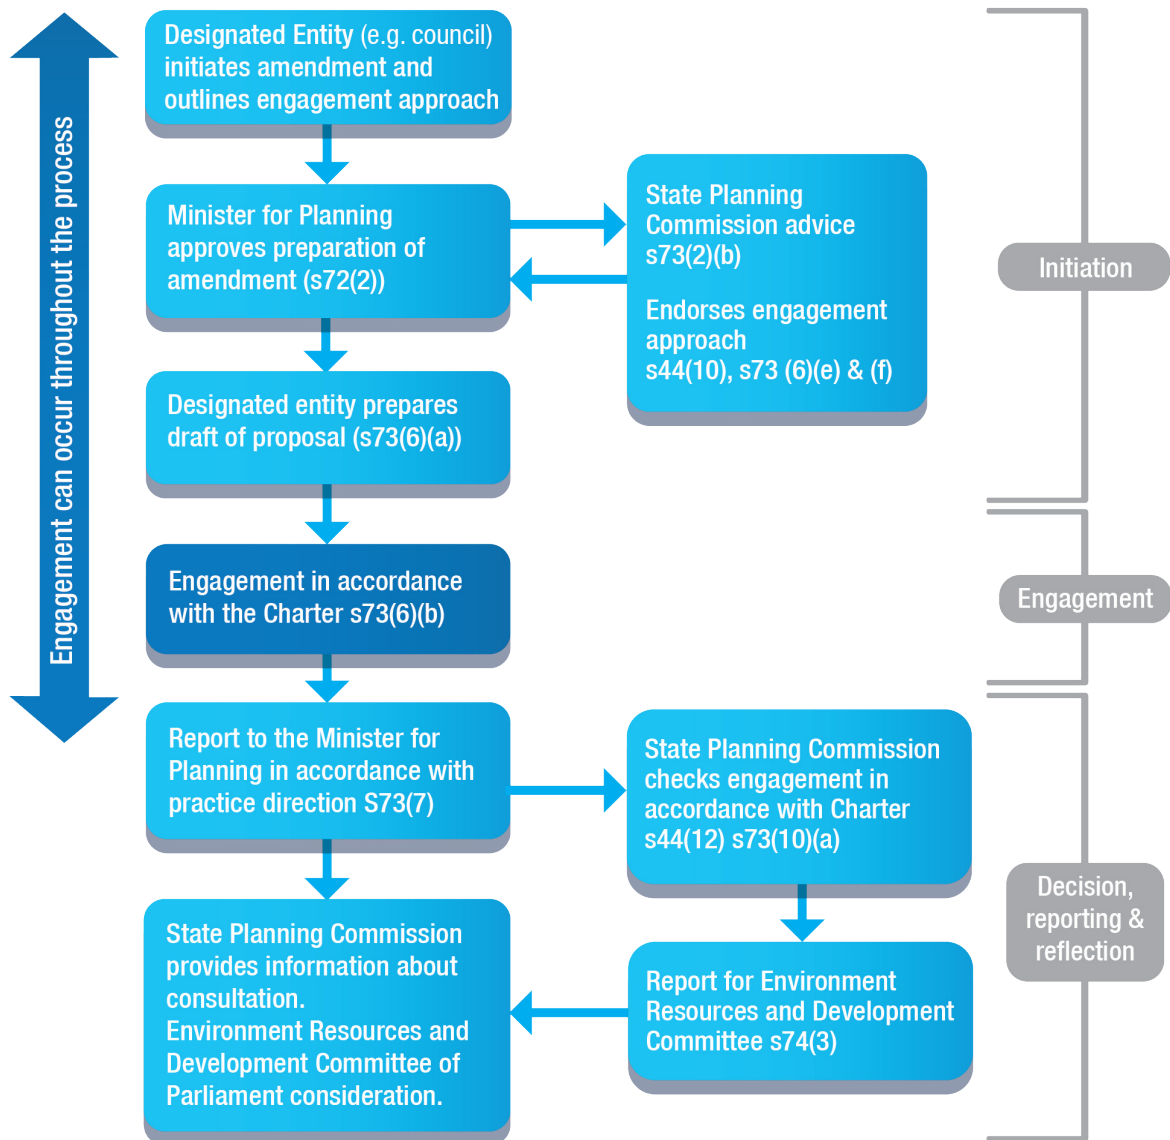 Engagement can occur throughout the process
Designated Entity (e.g. council)
initiates amendment and
outlines engagement approach
Minister for Planning
approves preparation of
amendment (s72(2))
State Planning
Commission advice
s73(2)(b)
Endorses engagement
approach
s44(10), s73 (6)(e) & (f)
Initiation
Designated entity prepares
draft of proposal (s73(6)(a))
Engagement in accordance
with the Charter s73(6)(b)
Engagement
Report to the Minister for
Planning in accordance with
practice direction S73(7)
State Planning Commission
checks engagement in
accordance with Charter
s44(12) s73(10)(a)
Decision,
reporting &
reflection
State Planning Commission
provides information about
consultation.
Environment Resources and
Development Committee of
Parliament consideration.
Report for Environment
Resources and Development
Committee s74(3)